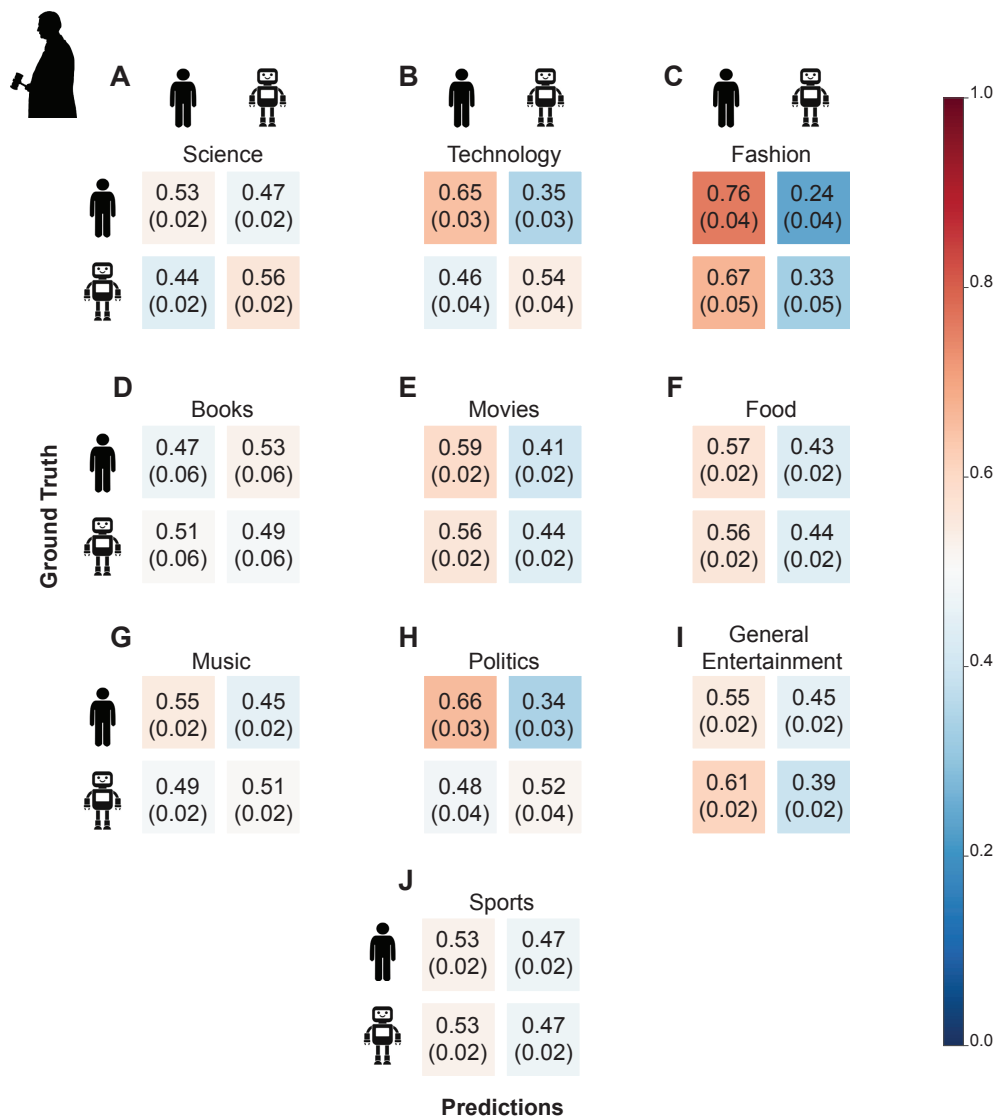 A
B
C
Science
Technology
Fashion
0.53 0.47 0.65 0.35 0.76 0.24
(0.02) (0.02) (0.03) (0.03) (0.04) (0.04)
0.44 0.56 0.46 0.54 0.67 0.33
(0.02) (0.02) (0.04) (0.04) (0.05) (0.05)
D
E
F
Books
Movies
Food
0.47 0.53 0.59 0.41 0.57 0.43
(0.06) (0.06) (0.02) (0.02) (0.02) (0.02)
0.51 0.49 0.56 0.44 0.56 0.44
(0.06) (0.06) (0.02) (0.02) (0.02) (0.02)
G
H
I
Music
Politics
General
Entertainment
0.55 0.45 0.66 0.34 0.55 0.45
(0.02) (0.02) (0.03) (0.03) (0.02) (0.02)
0.49 0.51 0.48 0.52 0.61 0.39
(0.02) (0.02) (0.04) (0.04) (0.02) (0.02)
J
Sports
0.53 0.47
(0.02) (0.02)
0.53 0.47
(0.02) (0.02)
Ground Truth
Predictions
1.0
0.8
0.6
0.4
0.2
0.0